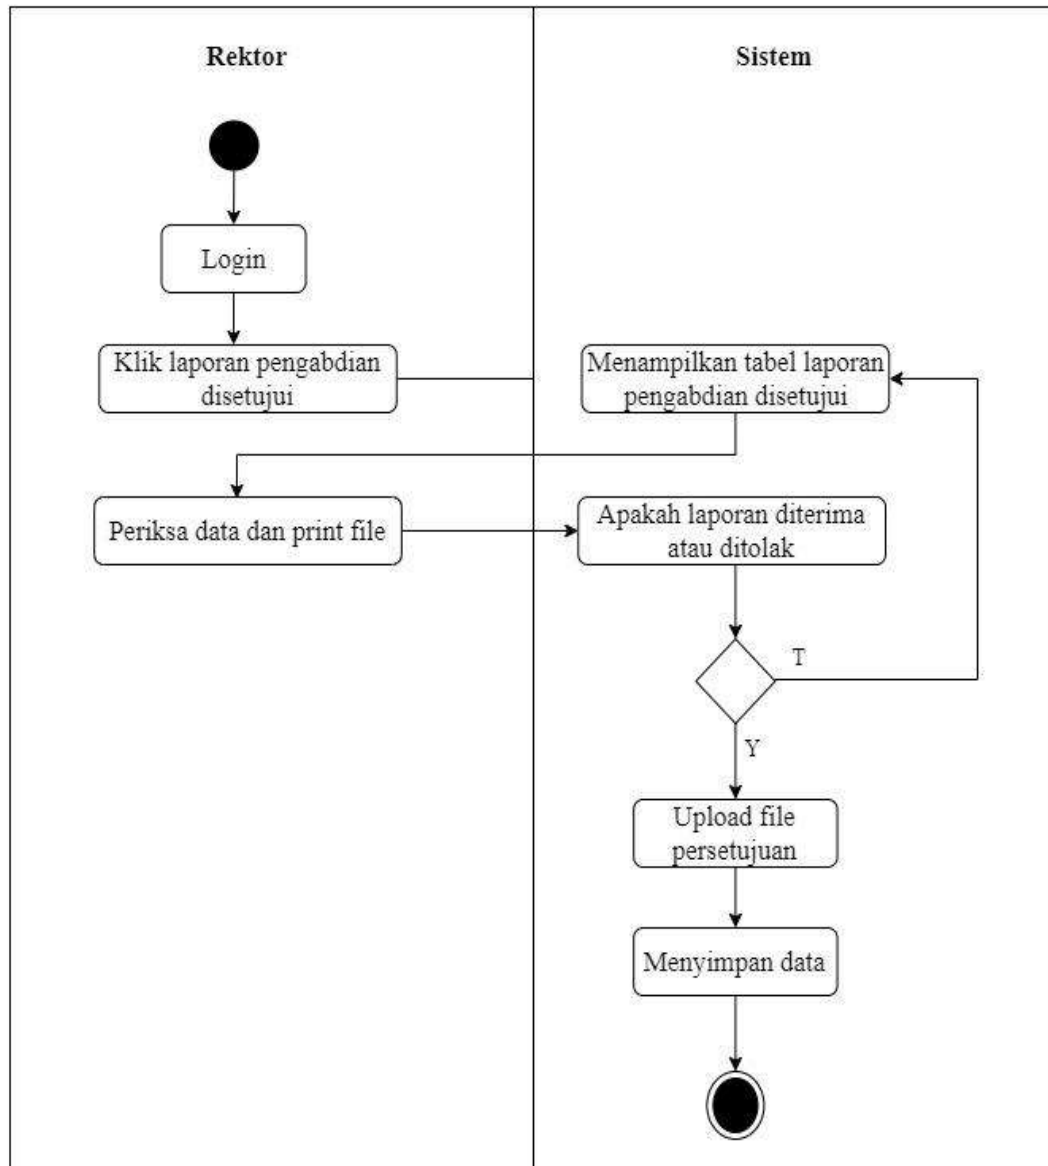 Rektor
Sistem
Login
Klik laporan pengabdian
disetujui
Menampilkan tabel laporan
pengabdian disetujui
Periksa data dan print file
Apakah laporan diterima
atau ditolak
T
Y
Upload file
persetujuan
Menyimpan data